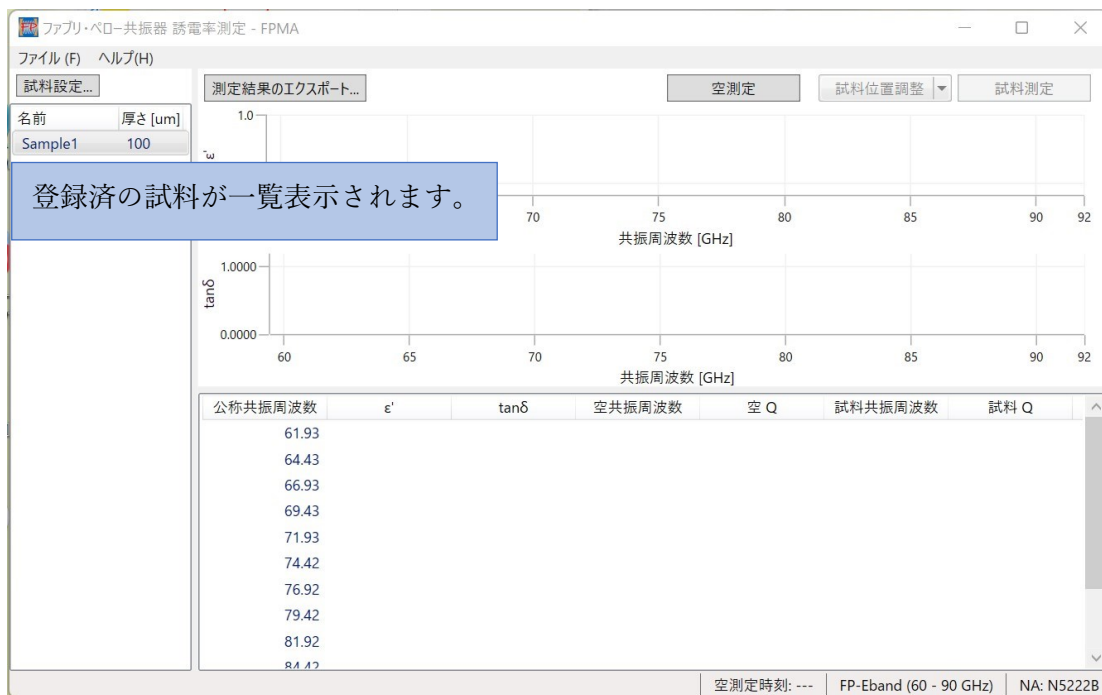 ファブリ・ペロー共振器 誘電率測定 - FPMA
ファイル (F) ヘルプ(H)
試料設定... 測定結果のエクスポート... 空測定 試料位置調整 試料測定
名前 厚さ [um]
Sample1 100
1.0
ε'
登録済の試料が一覧表示されます。
70 75 80 85 90 92
共振周波数 [GHz]
1.0000
tanδ
0.0000
60 65 70 75 80 85 90 92
共振周波数 [GHz]
公称共振周波数 ε' tanδ 空共振周波数 空 Q 試料共振周波数 試料 Q
61.93
64.43
66.93
69.43
71.93
74.42
76.92
79.42
81.92
84.42
空測定時刻: --- FP-Eband (60 - 90 GHz) NA: N5222B